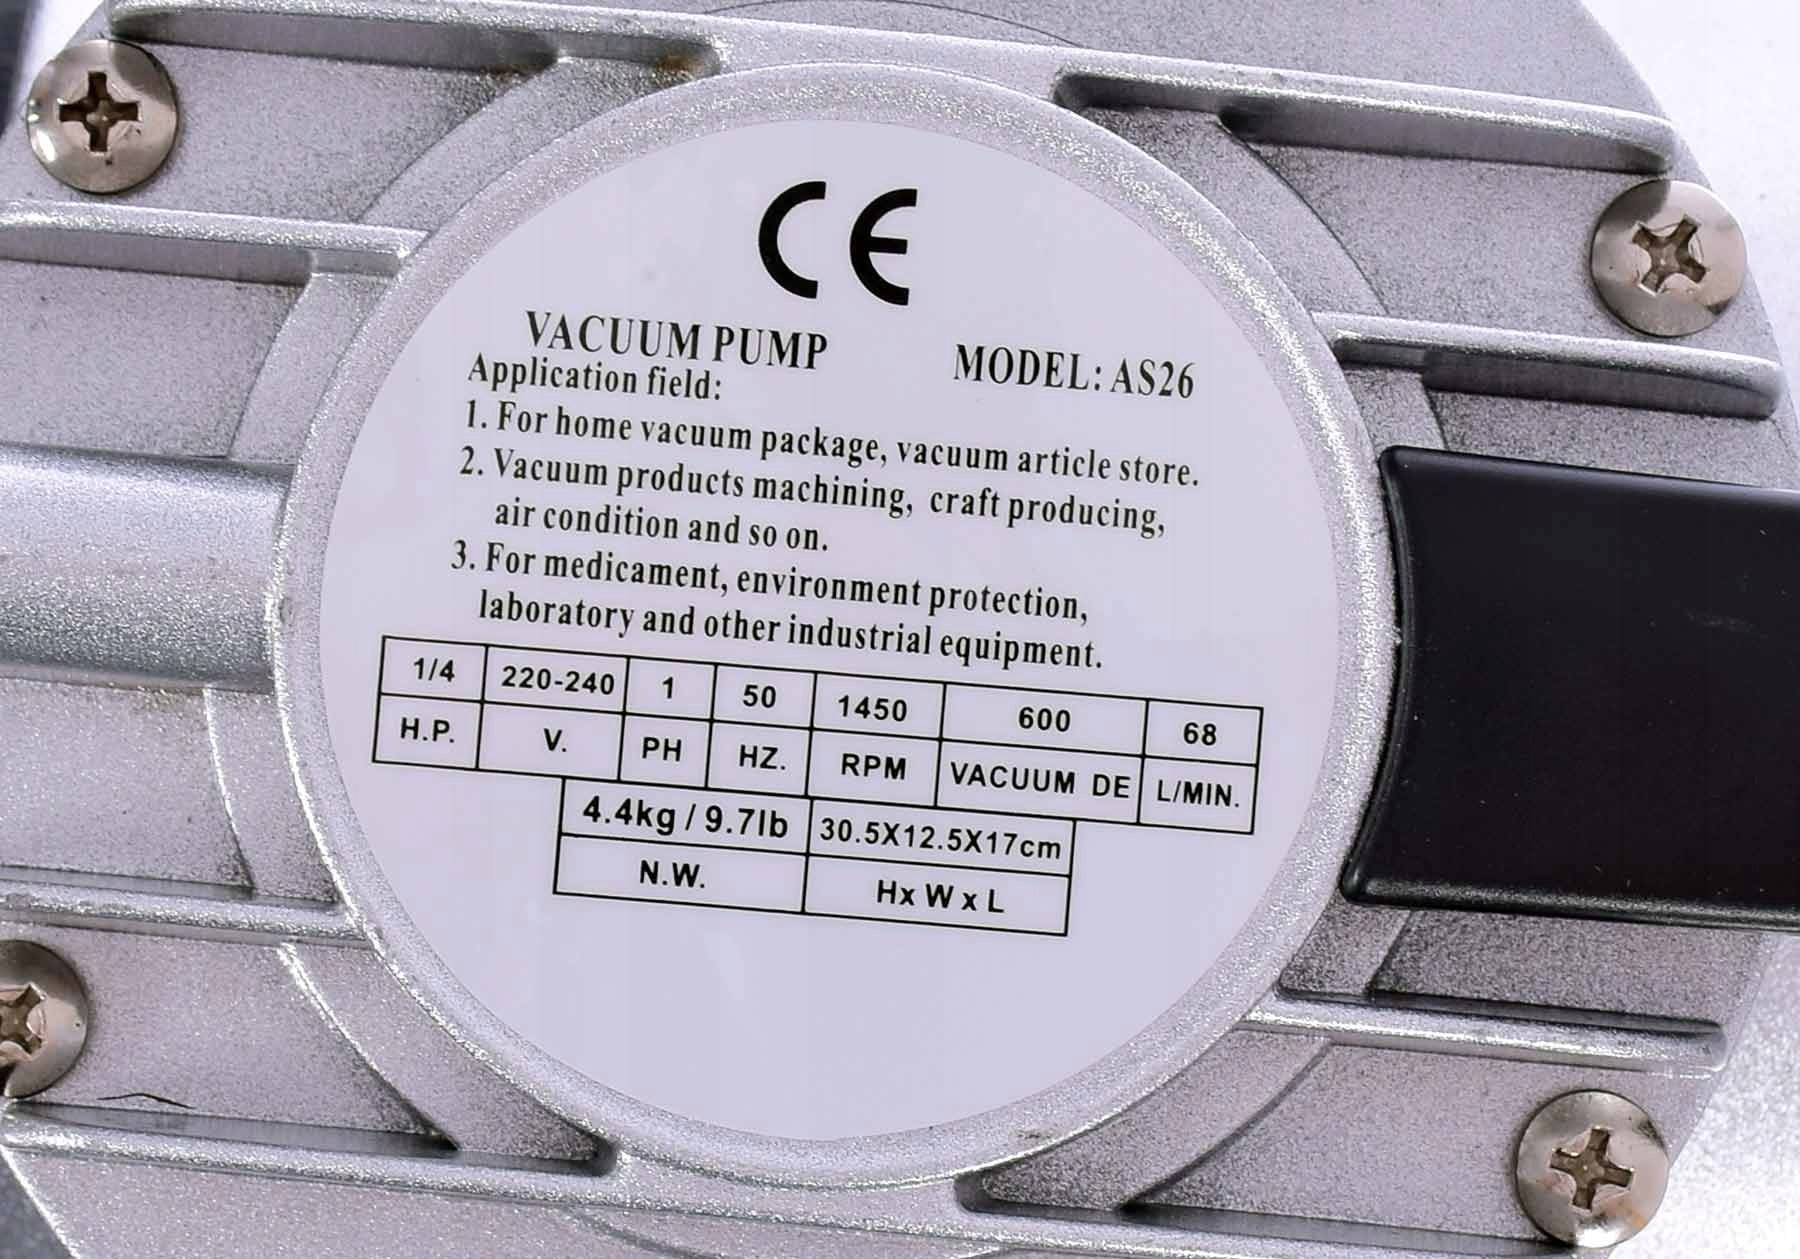 CE
VACUUM PUMP MODEL: AS26
Application field:
1. For home vacuum package, vacuum article store.
2. Vacuum products machining, craft producing,
air condition and so on.
3. For medicament, environment protection,
laboratory and other industrial equipment.
1/4 220-240 1 50 1450 600 68
H.P. V. PH HZ. RPM VACUUM DE L/MIN.
4.4kg / 9.7lb 30.5X12.5X17cm
N.W. Hx W x L